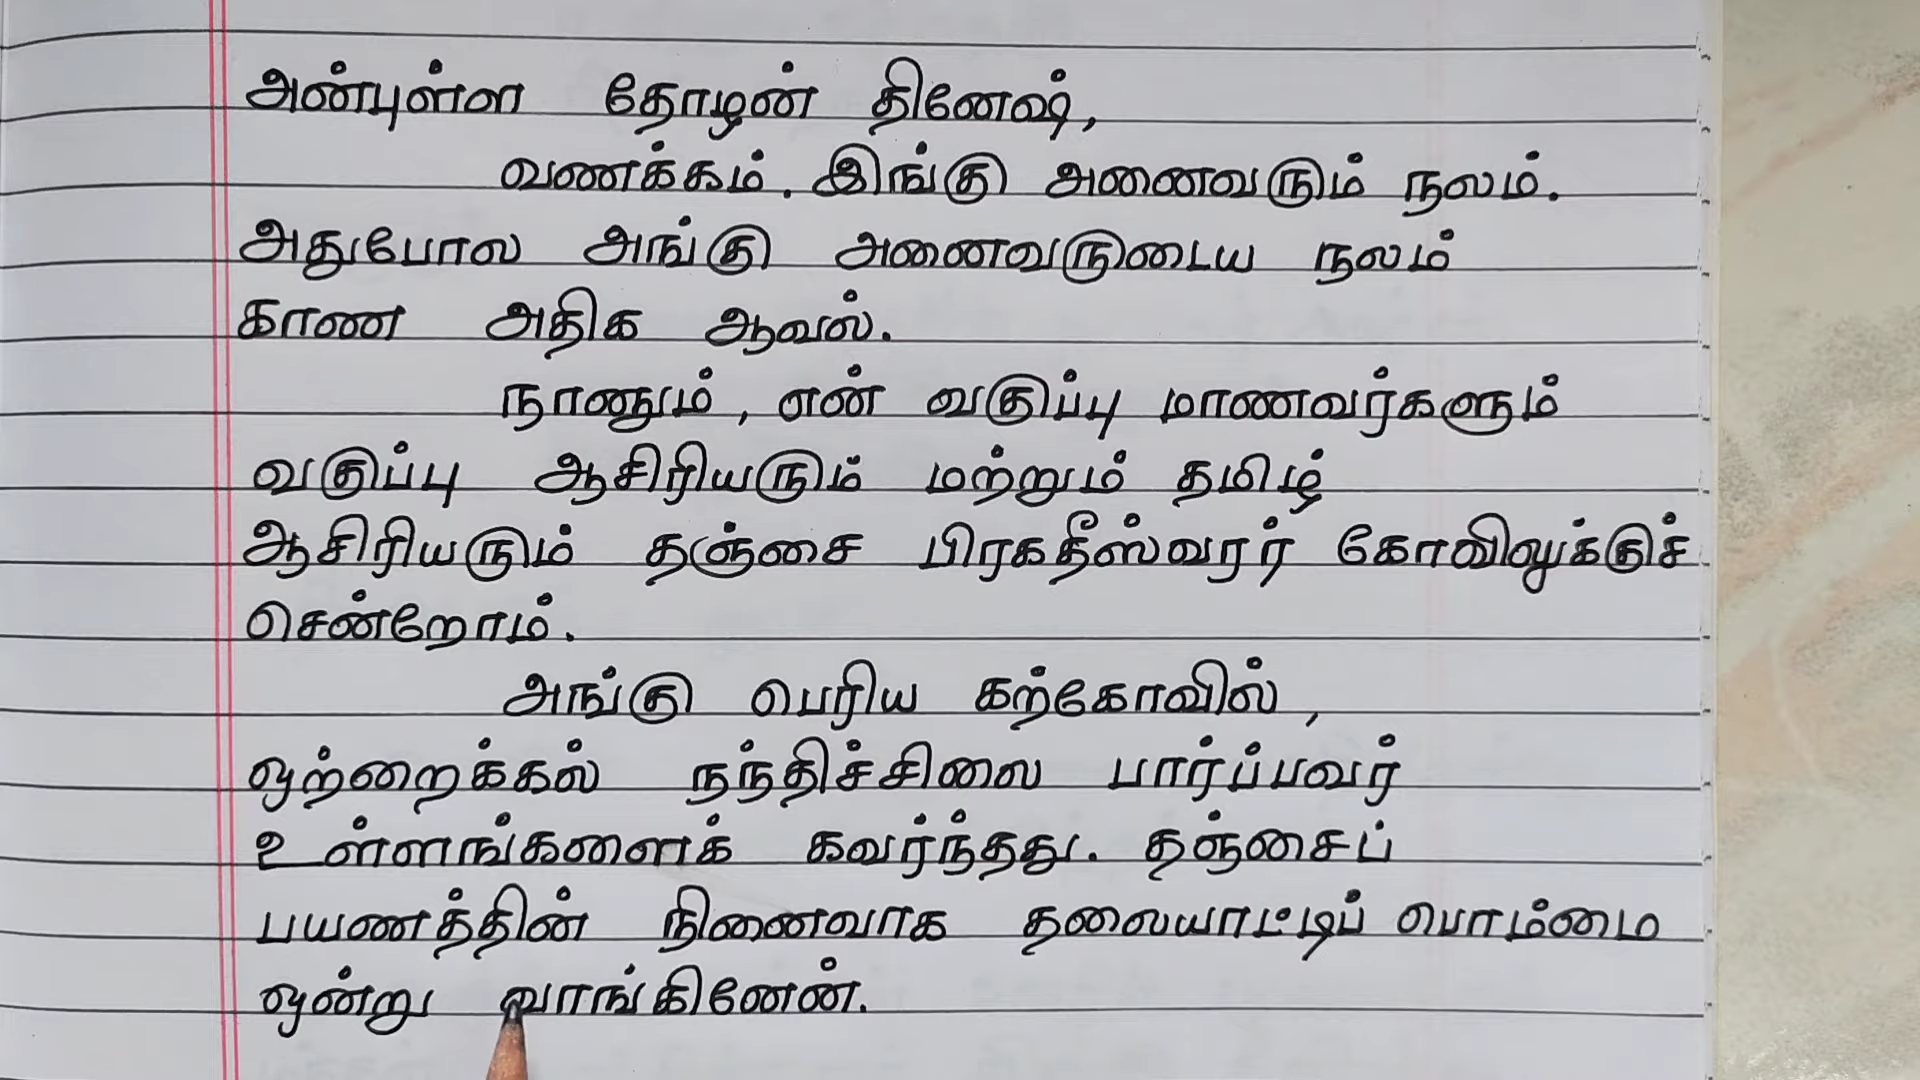 அன்புள்ள தோழன் தினேஷ்,
வணக்கம். இங்கு அனைவரும் நலம்.
அதுபோல அங்கு அனைவருடைய நலம்
காண அதிக ஆவல்.
நானும், என் வகுப்பு மாணவர்களும்
வகுப்பு ஆசிரியரும் மற்றும் தமிழ்
ஆசிரியரும் தஞ்சை பிரகதீஸ்வரர் கோவிலுக்குச்
சென்றோம்.
அங்கு பெரிய கற்கோவில்,
ஒற்றைக்கல் நந்திச்சிலை பார்ப்பவர்
உள்ளங்களைக் கவர்ந்தது. தஞ்சைப்
பயணத்தின் நினைவாக தலையாட்டிப் பொம்மை
ஒன்று வாங்கினேன்.